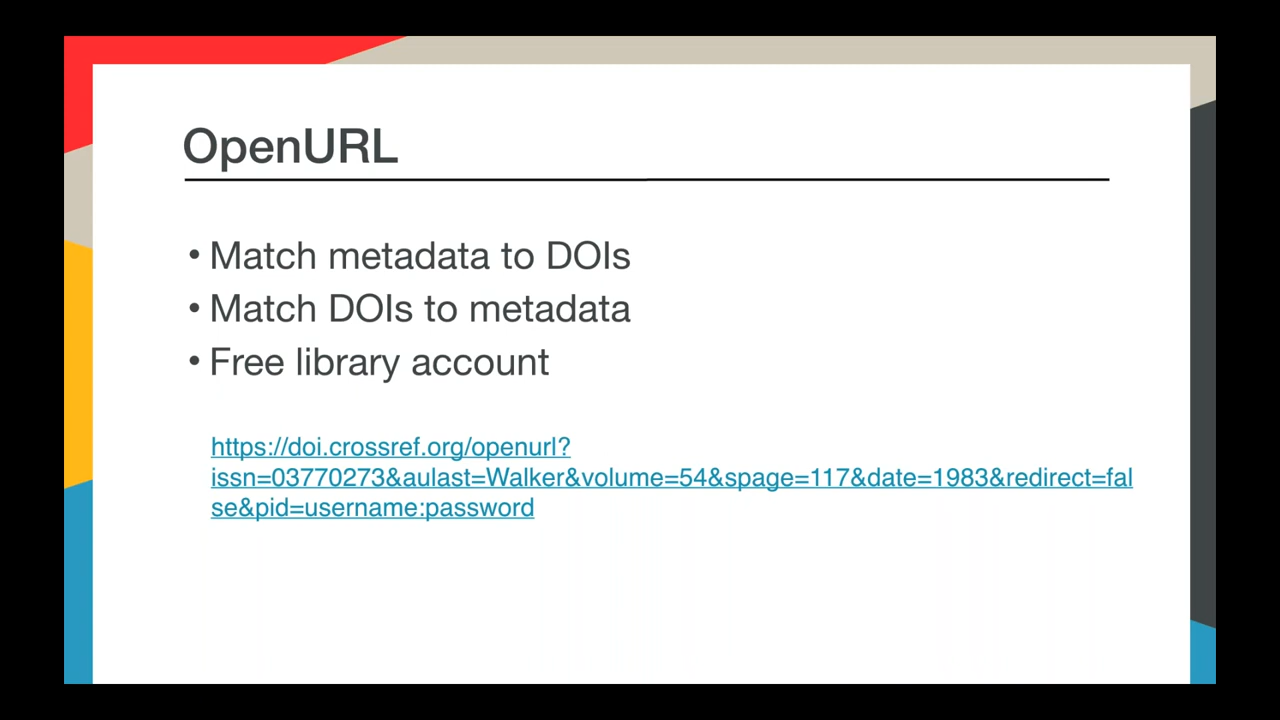 OpenURL
• Match metadata to DOIs
• Match DOIs to metadata
• Free library account
https://doi.crossref.org/openurl?
issn=03770273&aulast=Walker&volume=54&spage=117&date=1983&redirect=fal
se&pid=username:password